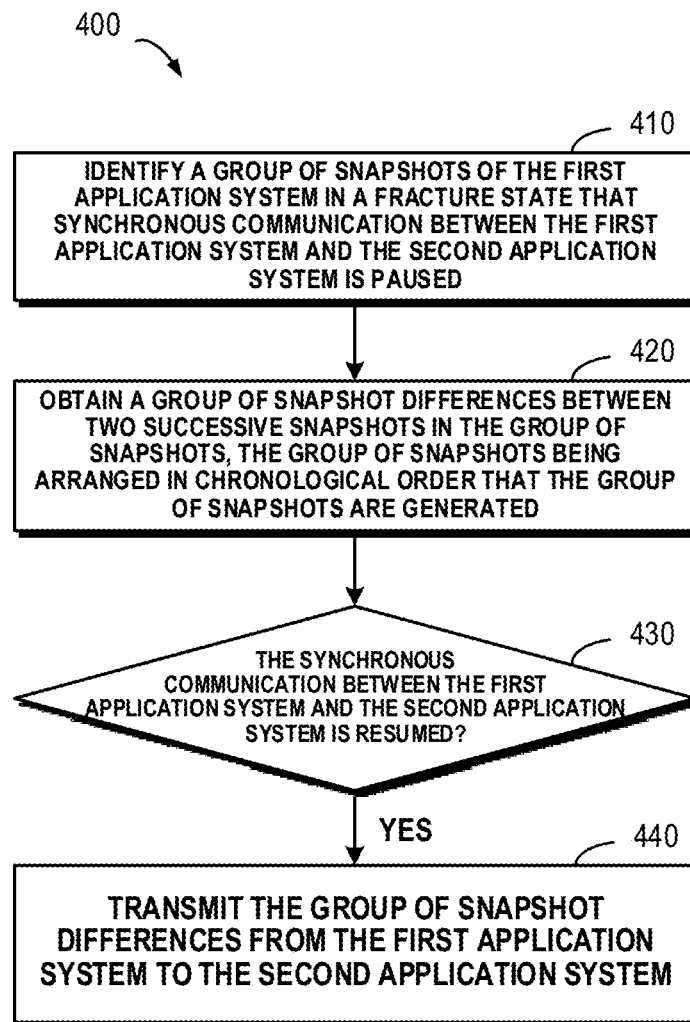 400
410
IDENTIFY A GROUP OF SNAPSHOTS OF THE FIRST
APPLICATION SYSTEM IN A FRACTURE STATE THAT
SYNCHRONOUS COMMUNICATION BETWEEN THE FIRST
APPLICATION SYSTEM AND THE SECOND APPLICATION
SYSTEM IS PAUSED
420
OBTAIN A GROUP OF SNAPSHOT DIFFERENCES BETWEEN
TWO SUCCESSIVE SNAPSHOTS IN THE GROUP OF
SNAPSHOTS, THE GROUP OF SNAPSHOTS BEING
ARRANGED IN CHRONOLOGICAL ORDER THAT THE GROUP
OF SNAPSHOTS ARE GENERATED
430
THE SYNCHRONOUS
COMMUNICATION BETWEEN THE FIRST
APPLICATION SYSTEM AND THE SECOND APPLICATION
SYSTEM IS RESUMED?
YES
440
TRANSMIT THE GROUP OF SNAPSHOT
DIFFERENCES FROM THE FIRST APPLICATION
SYSTEM TO THE SECOND APPLICATION SYSTEM